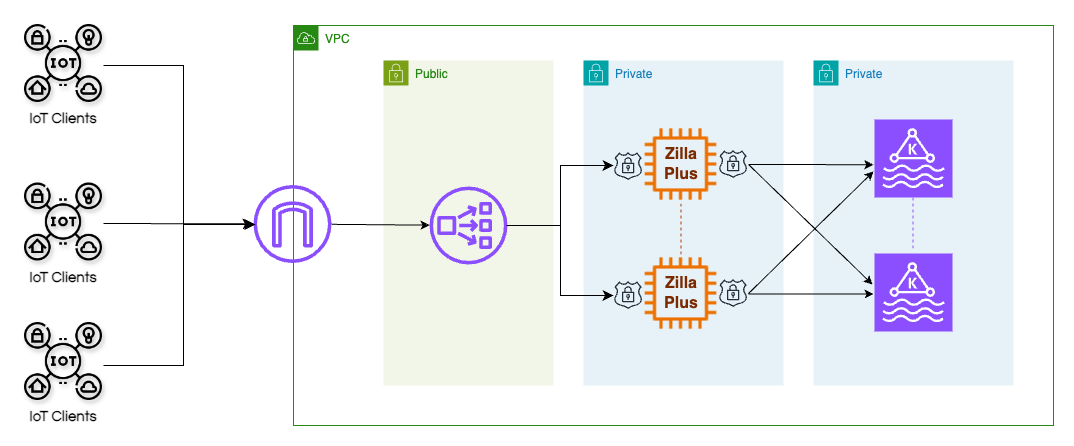 IOT
IoT Clients
IOT
IoT Clients
IOT
IoT Clients
VPC
Public
Private
Private
Zilla
Plus
Zilla
Plus
K
K